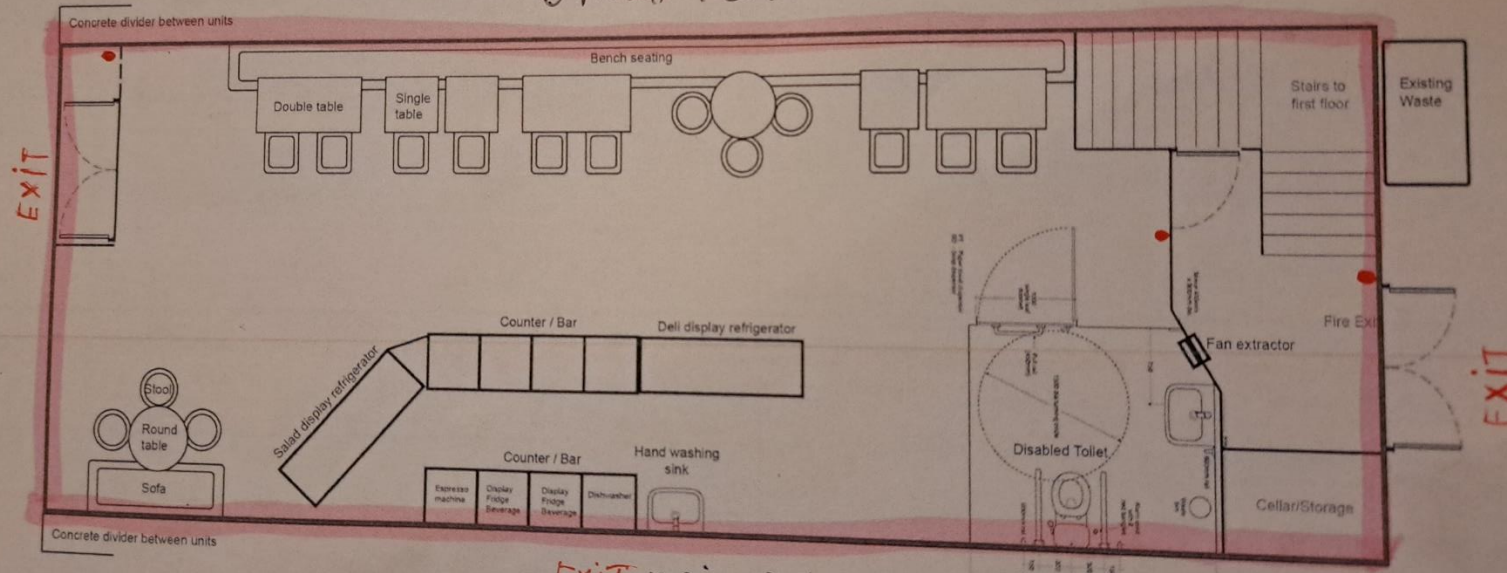 Concrete divider between units
Bench seating
Double table
Single
table
Stairs to
first floor
Existing
Waste
EXIT
Counter / Bar
Deli display refrigerator
Salad display refrigerator
Fan extractor
Fire Exi
EXIT
Stool
Round
table
Sofa
Counter / Bar
Hand washing
sink
Espresso
machine
Display
Fridge
Beverage
Display
Fridge
Beverage
Dishwasher
Disabled Toilet
Cellar/Storage
Concrete divider between units
EXIT